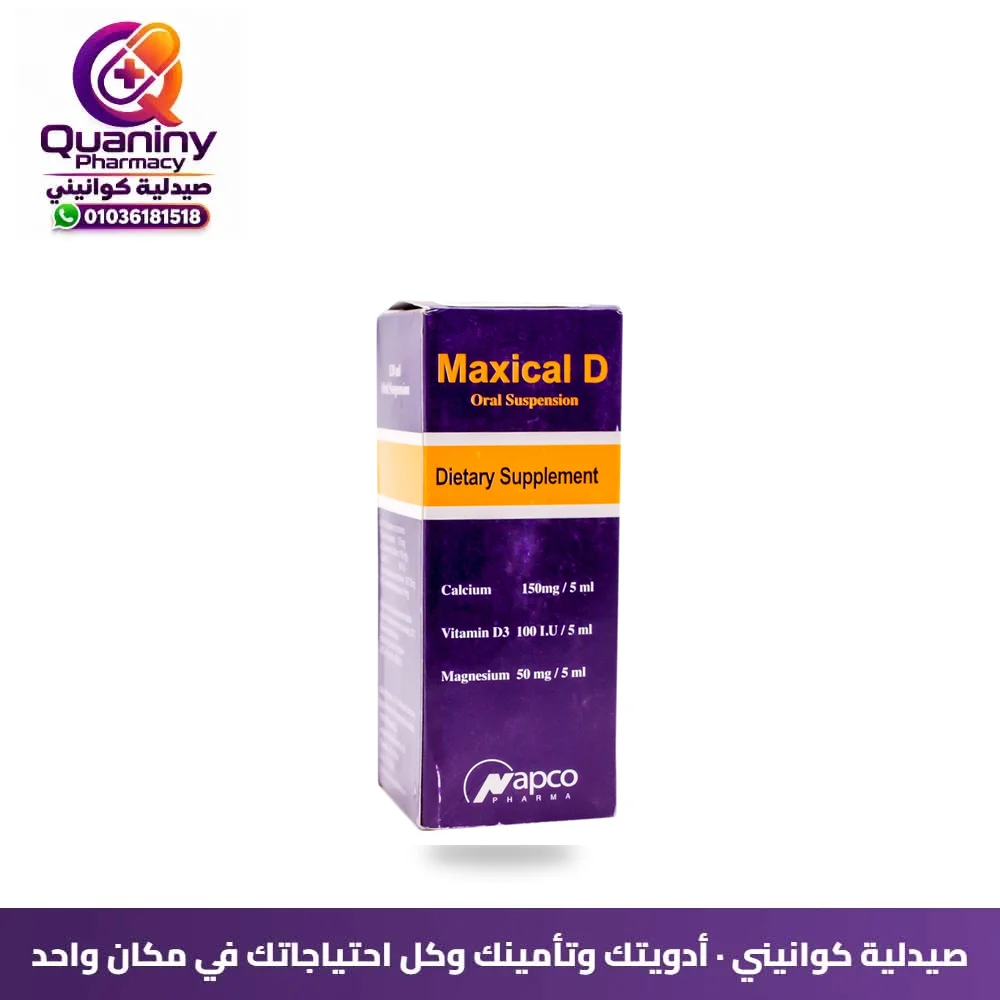 Quaniny
Pharmacy
صيدلية كوانيني
01036181518
Maxical D
Oral Suspension
Dietary Supplement
Calcium 150mg / 5 ml
Vitamin D3 100 I.U / 5 ml
Magnesium 50 mg / 5 ml
Napco
PHARMA
صيدلية كوانيني · أدويتك وتأمينك وكل احتياجاتك في مكان واحد